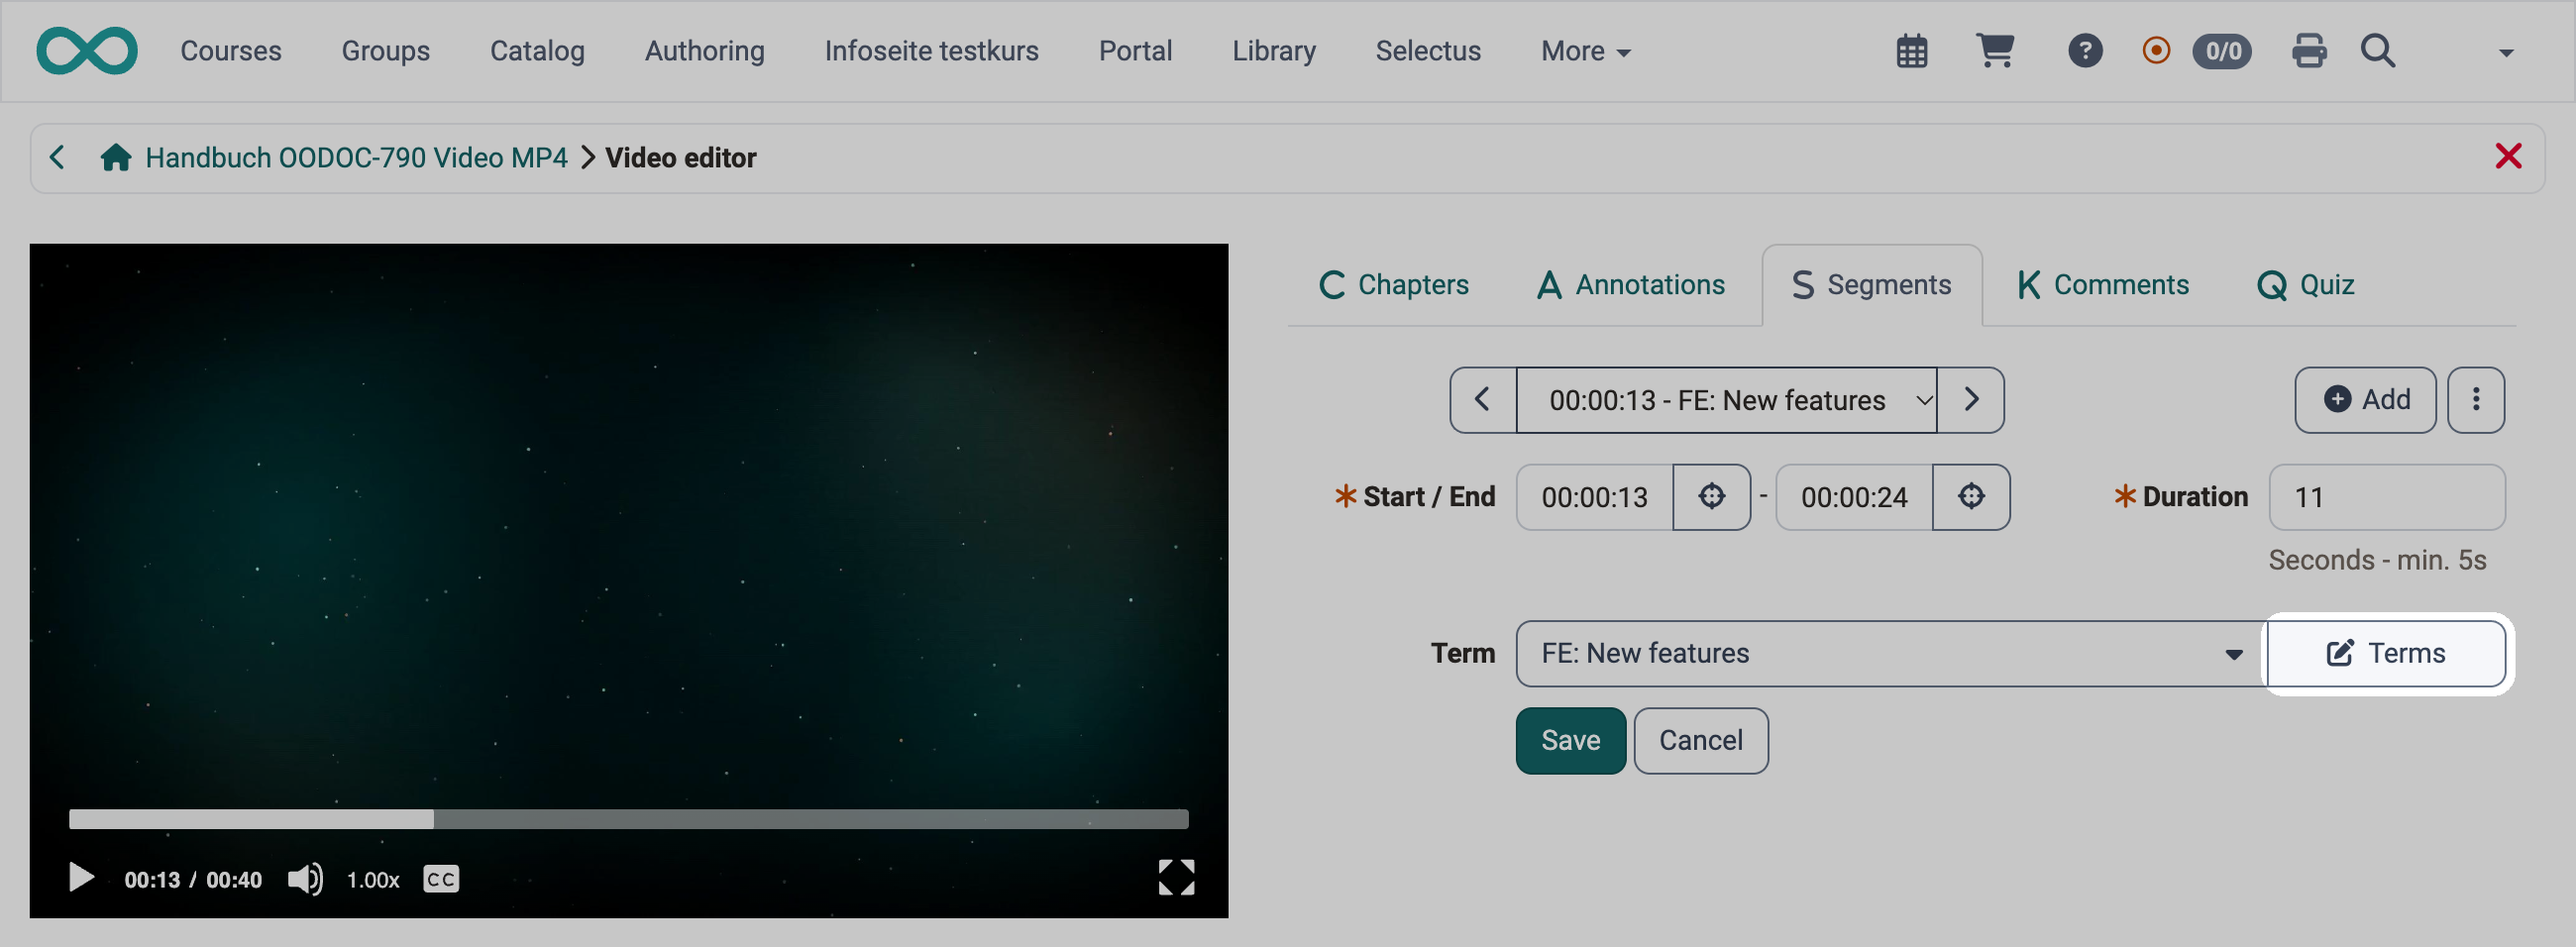 Courses Groups Catalog Authoring Infoseite testkurs Portal Library Selectus More ? 0/0
Handbuch OODOC-790 Video MP4 Video editor
C Chapters A Annotations S Segments K Comments Q Quiz
00:00:13 - FE: New features Add
Start / End 00:00:13 - 00:00:24 Duration 11
Seconds - min. 5s
Term FE: New features Terms
Save Cancel
00:13 / 00:40 1.00x CC